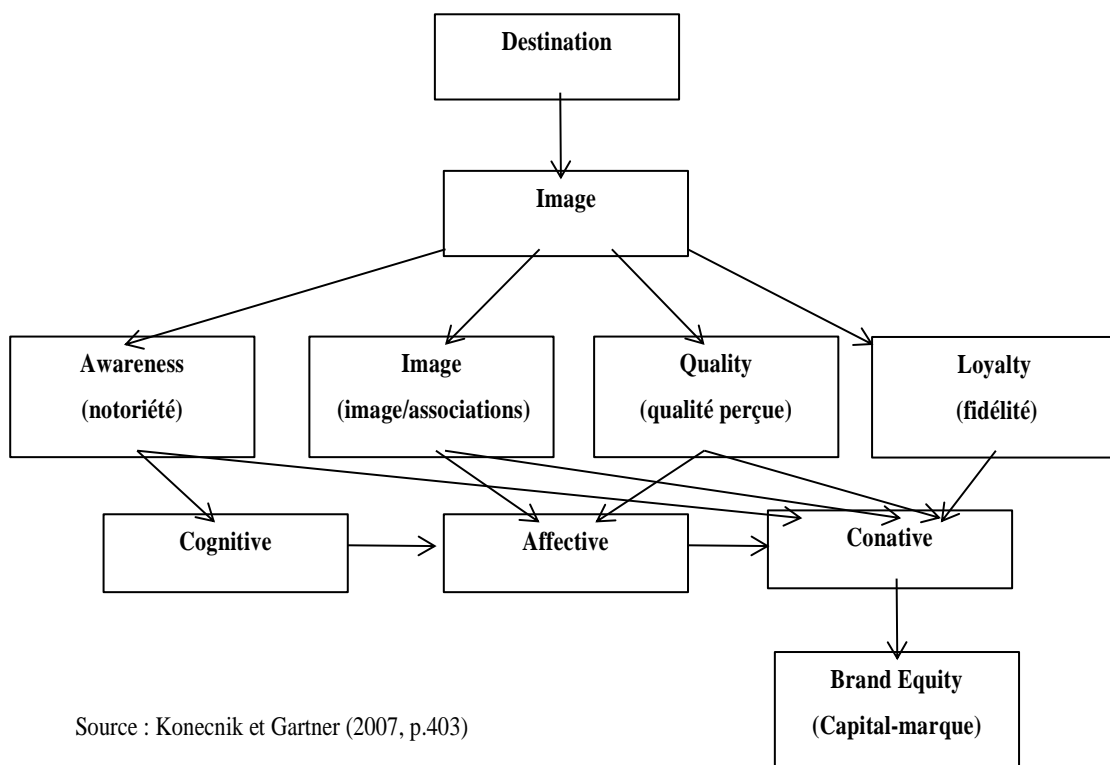 Destination
Image
Awareness
(notoriété)
Image
(image/associations)
Quality
(qualité perçue)
Loyalty
(fidélité)
Cognitive
Affective
Conative
Brand Equity
(Capital-marque)
Source : Konecnik et Gartner (2007, p.403)